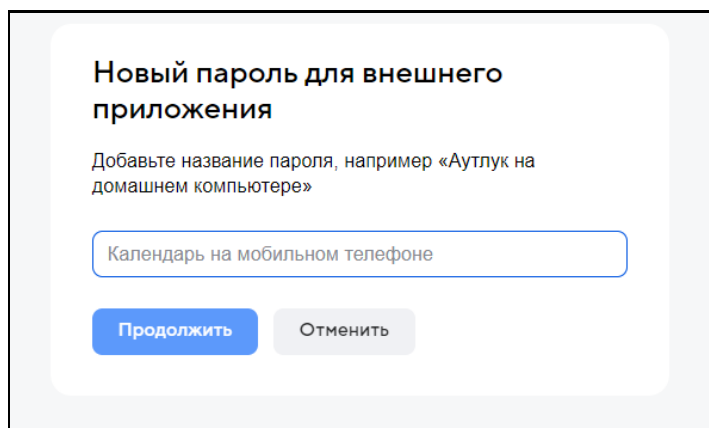 Новый пароль для внешнего
приложения
Добавьте название пароля, например «Аутлук на
домашнем компьютере»
Календарь на мобильном телефоне
Продолжить
Отменить